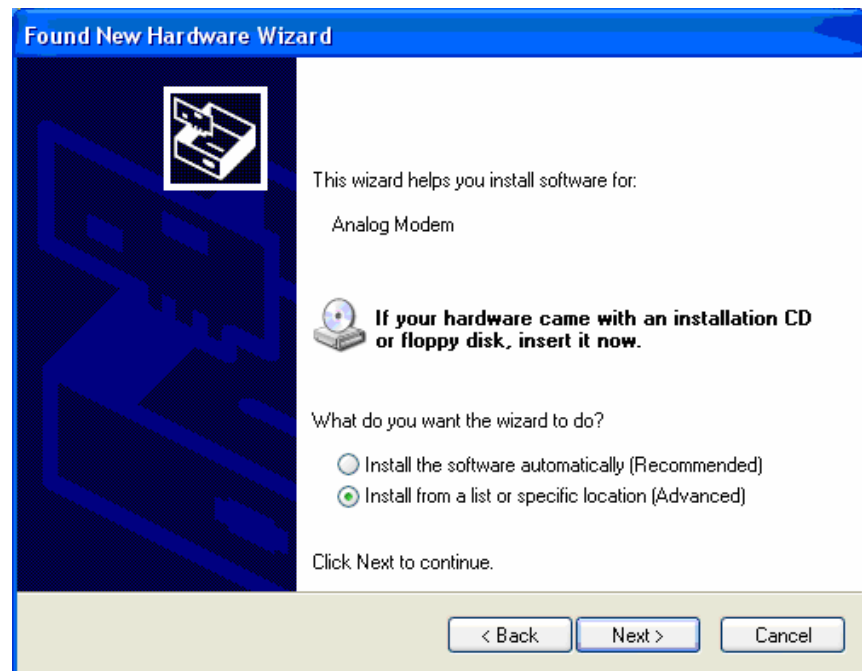 Found New Hardware Wizard
This wizard helps you install software for:
Analog Modem
If your hardware came with an installation CD
or floppy disk, insert it now.
What do you want the wizard to do?
Install the software automatically (Recommended)
Install from a list or specific location (Advanced)
Click Next to continue.
< Back
Next >
Cancel